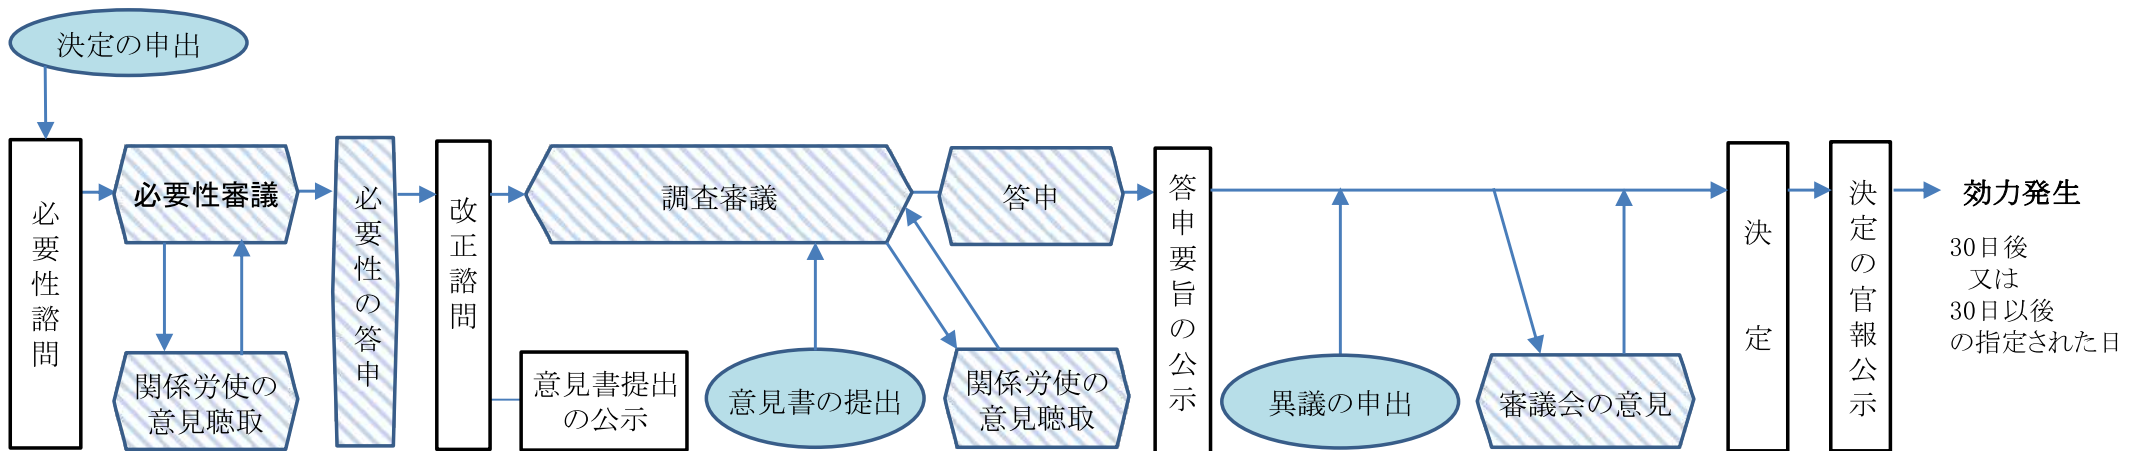 決定の申出
必要性諮問
必要性審議
関係労使の
意見聴取
必要性の答申
改正諮問
意見書提出
の公示
調査審議
意見書の提出
関係労使の
意見聴取
答申
答申要旨の公示
異議の申出
審議会の意見
決定
決定の官報公示
効力発生
30日後
又は
30日以後
の指定された日